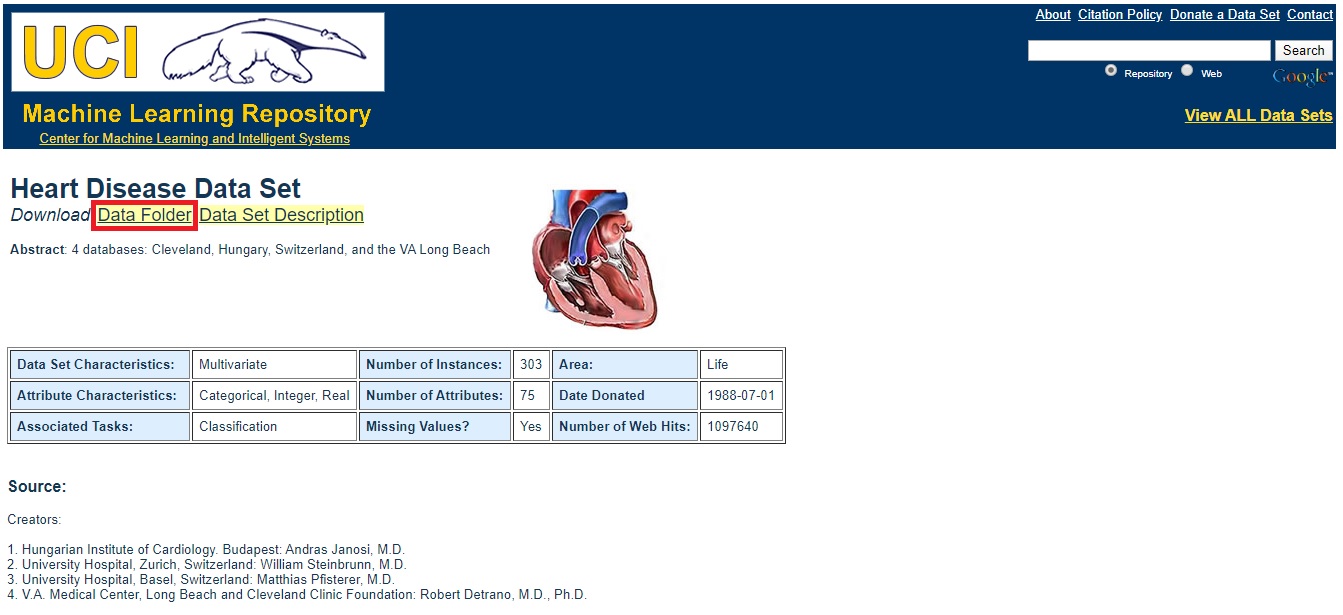 UCI
Machine Learning Repository
Center for Machine Learning and Intelligent Systems
About Citation Policy Donate a Data Set Contact
Search
Repository Web Google™
View ALL Data Sets
Heart Disease Data Set
Download Data Folder Data Set Description
Abstract: 4 databases: Cleveland, Hungary, Switzerland, and the VA Long Beach
Data Set Characteristics: Multivariate Number of Instances: 303 Area: Life
Attribute Characteristics: Categorical, Integer, Real Number of Attributes: 75 Date Donated 1988-07-01
Associated Tasks: Classification Missing Values? Yes Number of Web Hits: 1097640
Source:
Creators:
1. Hungarian Institute of Cardiology. Budapest: Andras Janosi, M.D.
2. University Hospital, Zurich, Switzerland: William Steinbrunn, M.D.
3. University Hospital, Basel, Switzerland: Matthias Pfisterer, M.D.
4. V.A. Medical Center, Long Beach and Cleveland Clinic Foundation: Robert Detrano, M.D., Ph.D.